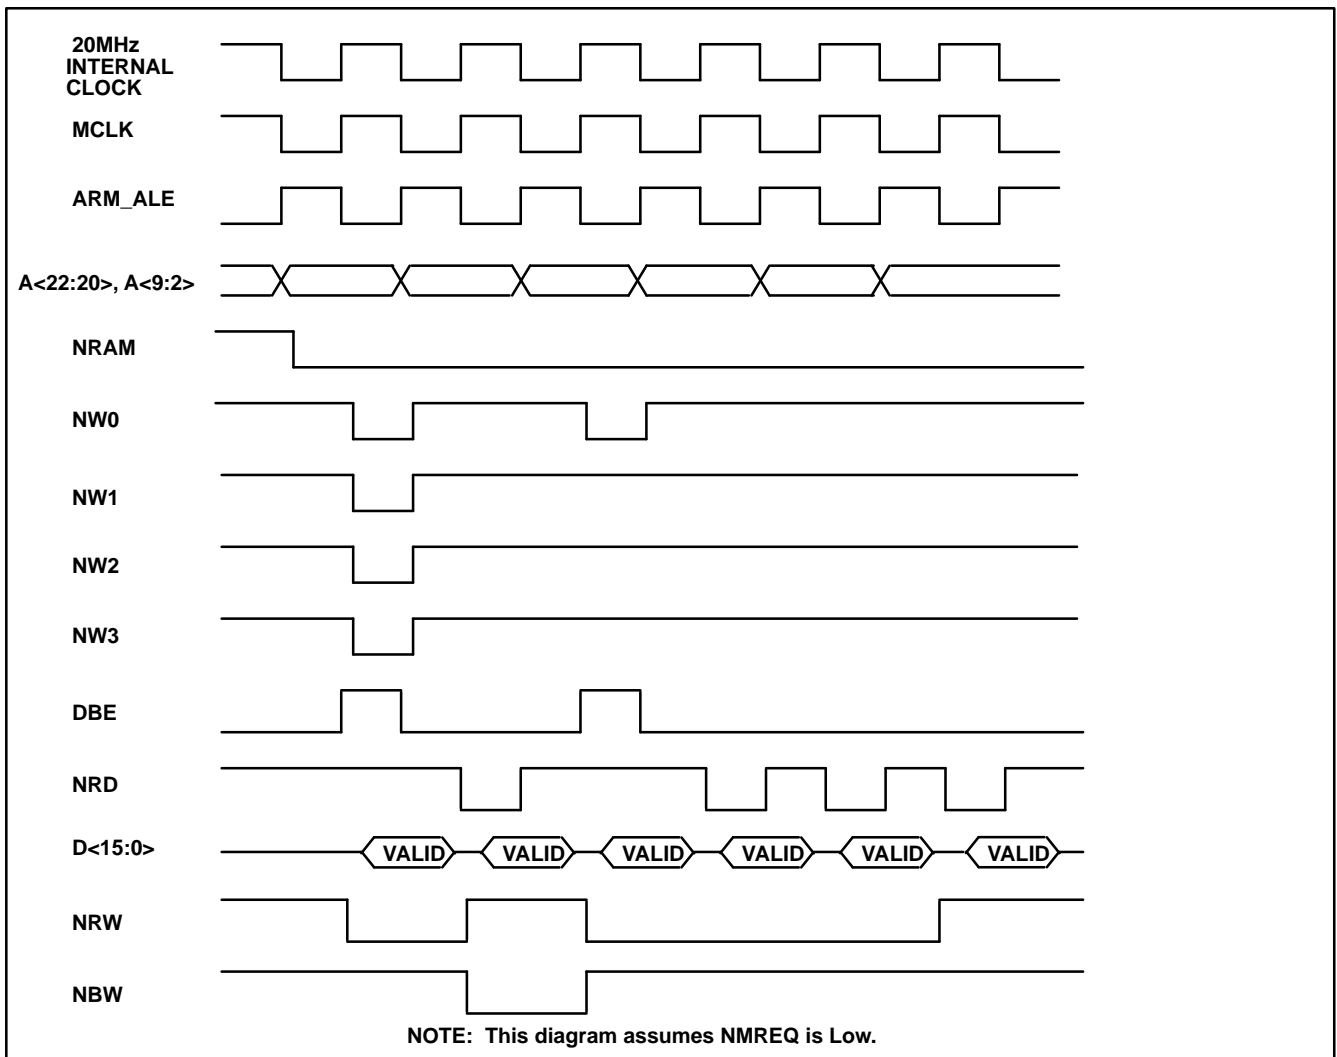 20MHz
INTERNAL
CLOCK
MCLK
ARM_ALE
A<22:20>, A<9:2>
NRAM
NW0
NW1
NW2
NW3
DBE
NRD
D<15:0>
VALID VALID VALID VALID VALID VALID
NRW
NBW
NOTE: This diagram assumes NMREQ is Low.